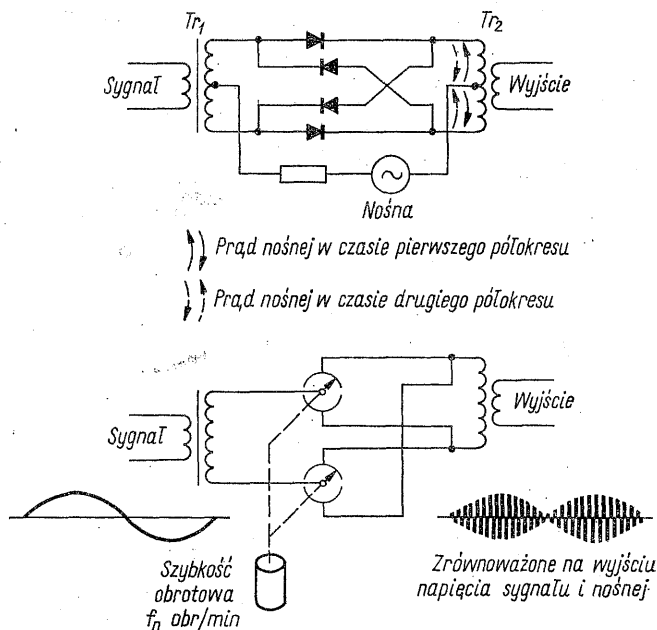 Tr1
Tr2
Sygnał
Wyjście
Nośna
Prąd nośnej w czasie pierwszego półokresu
Prąd nośnej w czasie drugiego półokresu
Sygnał
Wyjście
Szybkość
obrotowa
fn obr/min
Zrównoważone na wyjściu
napięcia sygnału i nośnej